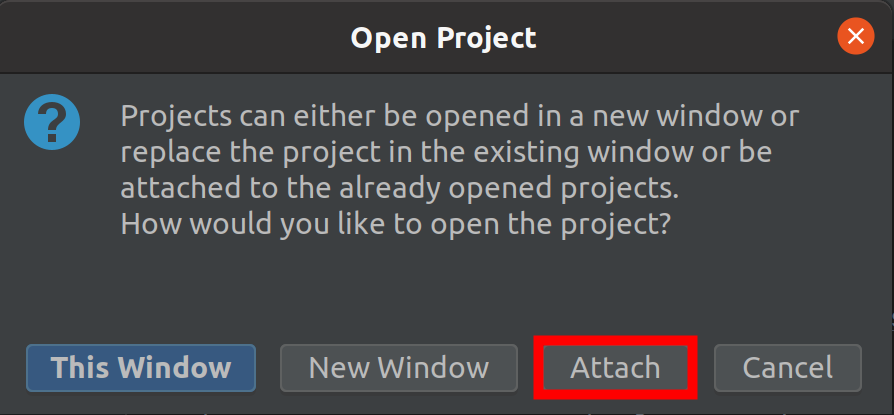 Open Project
Projects can either be opened in a new window or
replace the project in the existing window or be
attached to the already opened projects.
How would you like to open the project?
This Window
New Window
Attach
Cancel